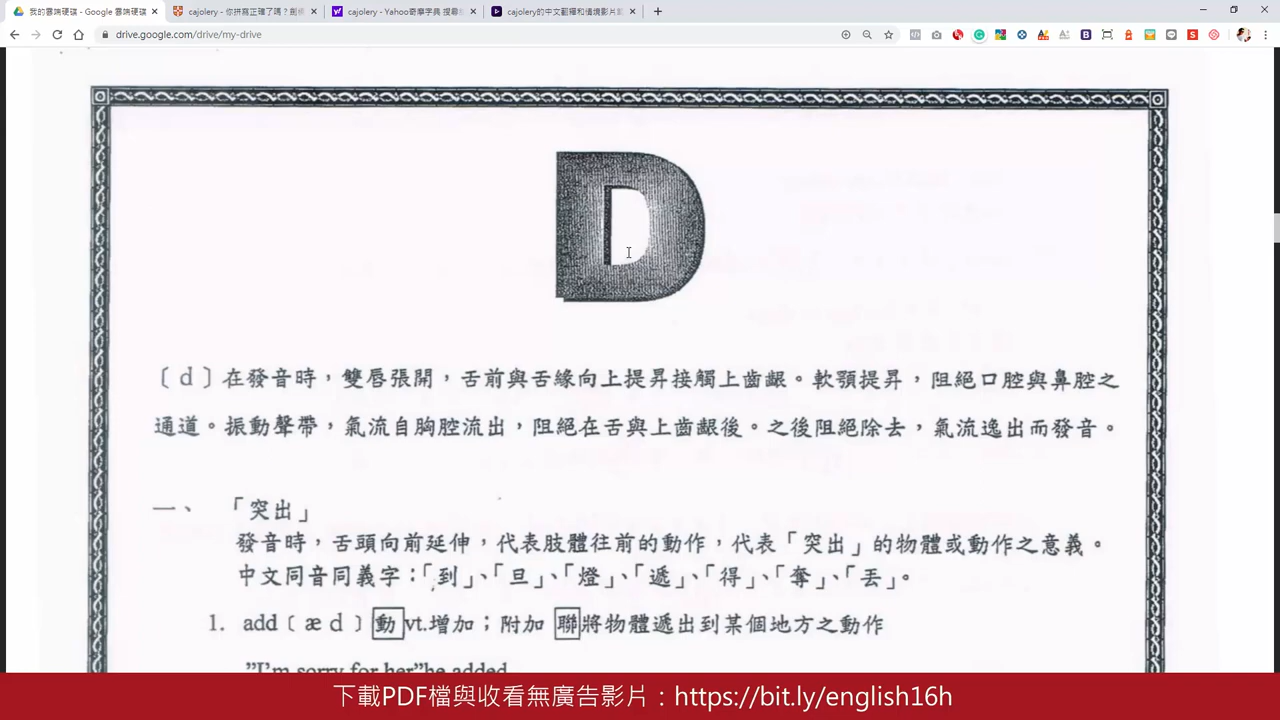 我的雲端硬碟 - Google 雲端硬碟
cajolery - 你拼寫正確了嗎？劍橋
cajolery - Yahoo奇摩字典 搜尋
cajolery的中文範圍和情境影片
drive.google.com/drive/my-drive
D
〔 d 〕在發音時，雙唇張開，舌前與舌緣向上提昇接觸上齒齦。軟顎提昇，阻絕口腔與鼻腔之
通道。振動聲帶，氣流自胸腔流出，阻絕在舌與上齒齦後。之後阻絕除去，氣流逸出而發音。
一、 「突出」
發音時，舌頭向前延伸，代表肢體往前的動作，代表「突出」的物體或動作之意義。
中文同音同義字：「到」、「旦」、「燈」、「遞」、「得」、「奪」、「丟」。
1. add〔 æ d 〕動vt.增加；附加 聯將物體遞出到某個地方之動作
”I’m sorry for her”he added
下載PDF檔與收看無廣告影片：https://bit.ly/english16h